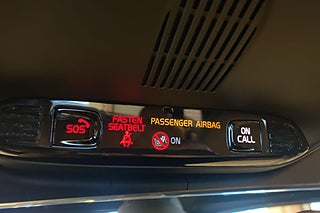 SOS
FASTEN
SEATBELT
PASSENGER AIRBAG
ON
ON
CALL